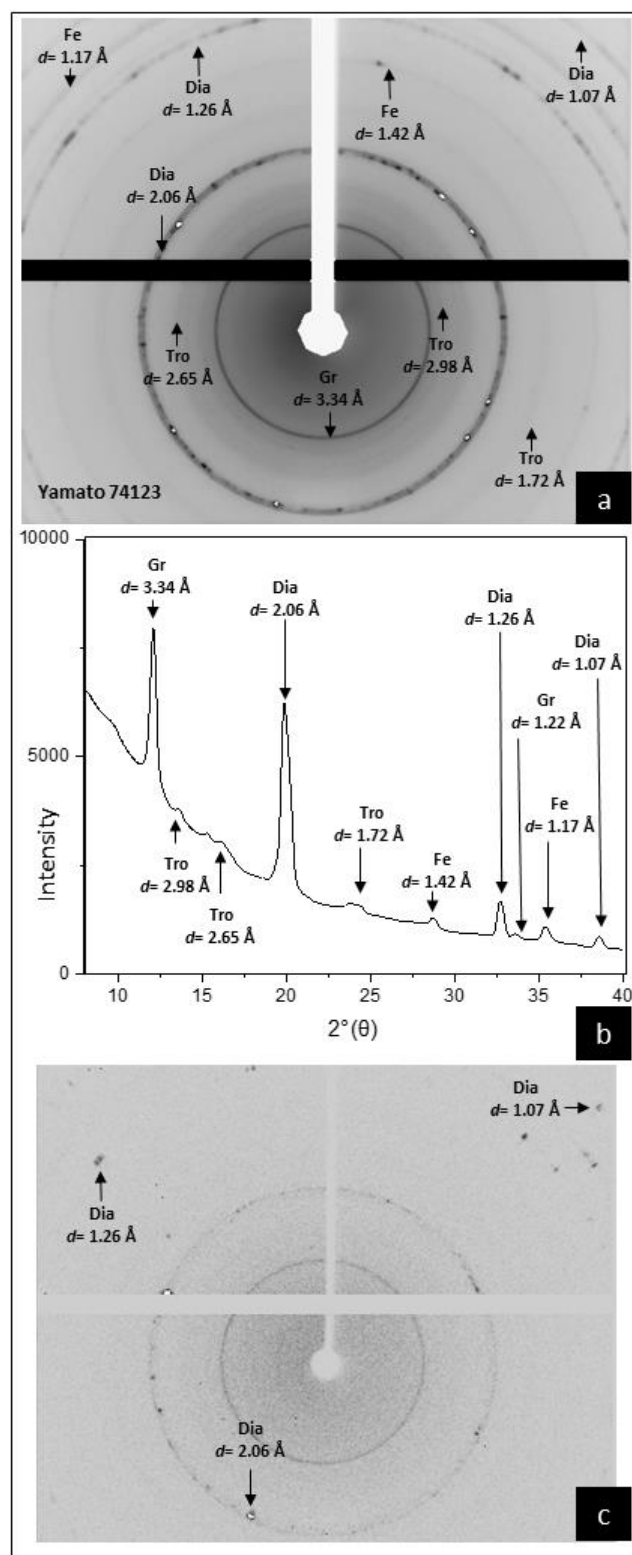 Fe
d= 1.17 Å
Dia
d= 1.26 Å
Fe
d= 1.42 Å
Dia
d= 1.07 Å
Dia
d= 2.06 Å
Tro
d= 2.65 Å
Tro
d= 2.98 Å
Gr
d= 3.34 Å
Tro
d= 1.72 Å
Yamato 74123
a
10000
5000
0
Intensity
Gr
d= 3.34 Å
Dia
d= 2.06 Å
Dia
d= 1.26 Å
Dia
d= 1.07 Å
Gr
d= 1.22 Å
Fe
d= 1.17 Å
Tro
d= 1.72 Å
Fe
d= 1.42 Å
Tro
d= 2.98 Å
Tro
d= 2.65 Å
10 15 20 25 30 35 40
2°(θ)
b
Dia
d= 1.07 Å
Dia
d= 1.26 Å
Dia
d= 2.06 Å
c